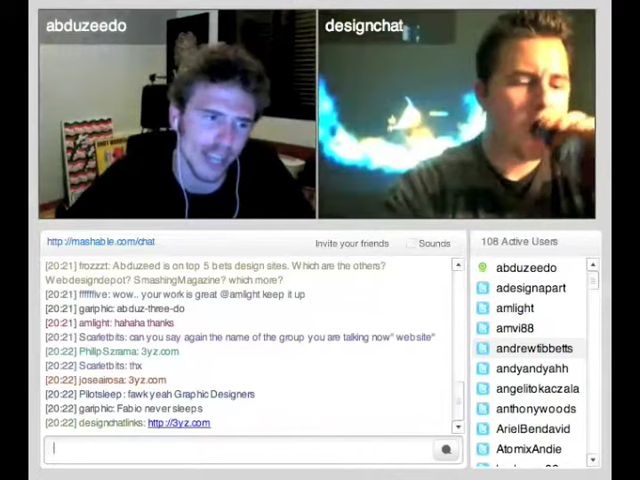 abduzeedo
designchat
http://mashable.com/chat
Invite your friends
Sounds
108 Active Users
[20:21] frozzzt: Abduzeed is on top 5 bets design sites. Which are the others?
Webdesigndepot? SmashingMagazine? which more?
[20:21] ffffffive: wow.. your work is great @amlight keep it up
[20:21] gariphic: abduz-three-do
[20:21] amlight: hahaha thanks
[20:21] Scarletbits: can you say again the name of the group you are talking now" website"
[20:22] PhilipSzrama: 3yz.com
[20:22] Scarletbits: thx
[20:22] joseairosa: 3yz.com
[20:22] Pilotsleep: fawk yeah Graphic Designers
[20:22] gariphic: Fabio never sleeps
[20:22] designchatlinks: http://3yz.com
abduzeedo
adesignapart
amlight
amvi88
andrewtibbetts
andyandyahh
angelitokaczala
anthonywoods
ArielBendavid
AtomixAndie